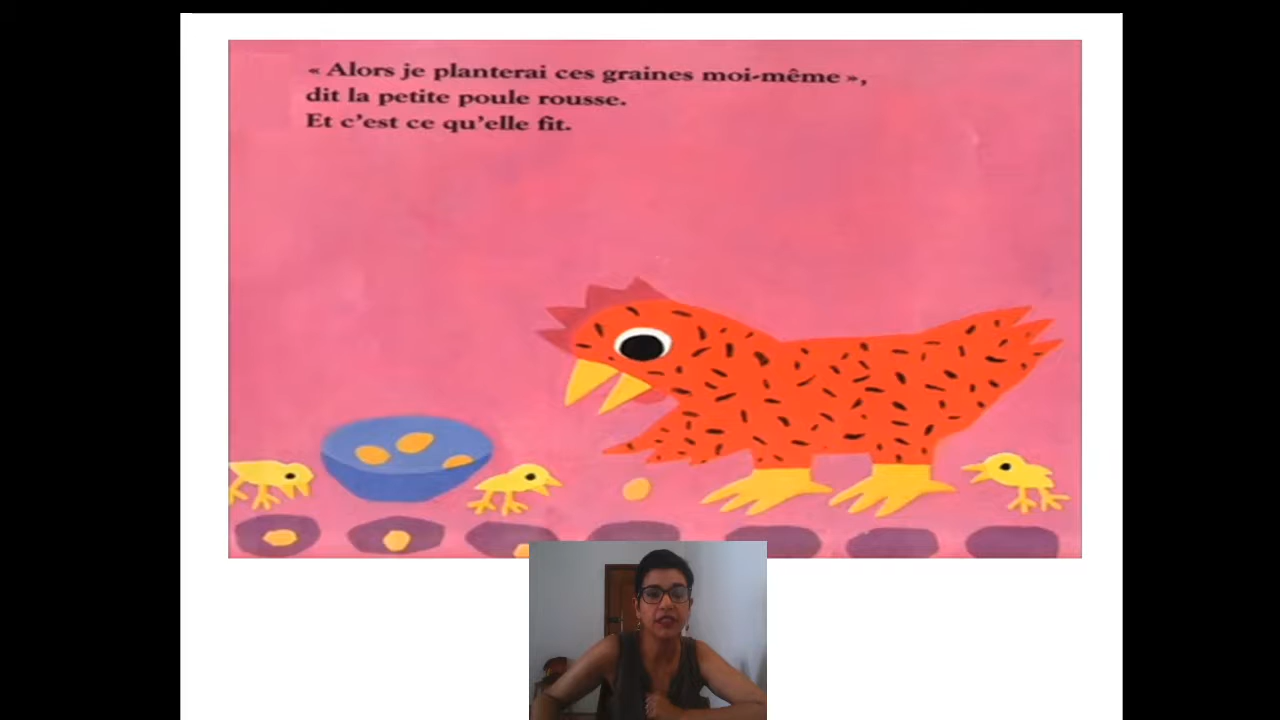 « Alors je planterai ces graines moi-même »,
dit la petite poule rousse.
Et c'est ce qu'elle fit.